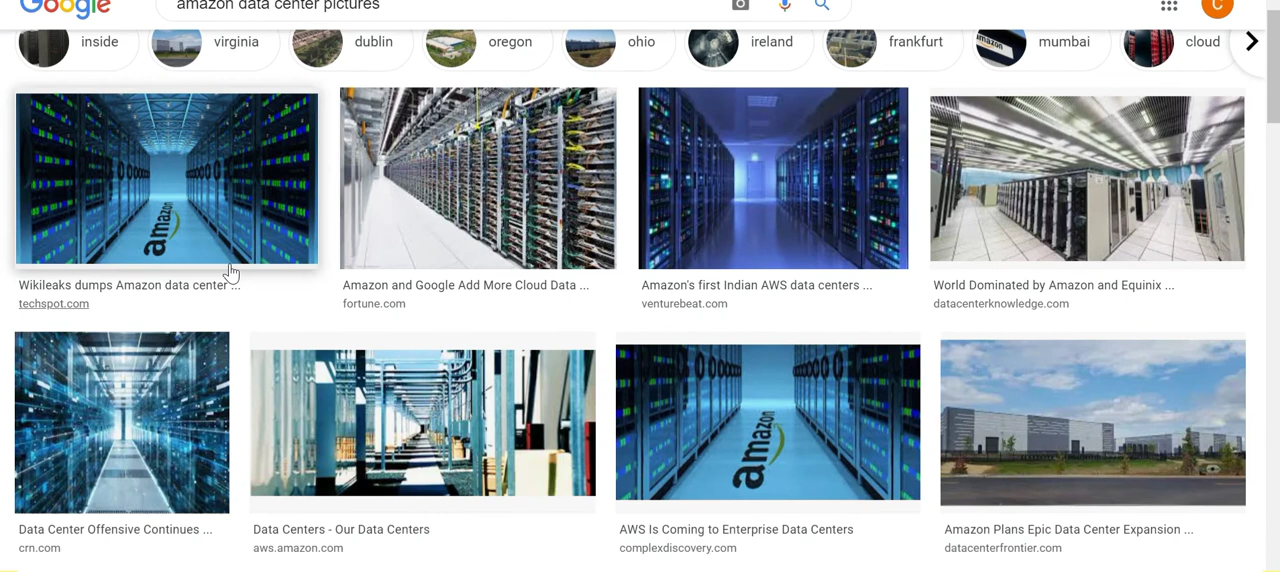 Google
amazon data center pictures
C
inside
virginia
dublin
oregon
ohio
ireland
frankfurt
amazon
mumbai
cloud
amazon
Wikileaks dumps Amazon data center ...
techspot.com
Amazon and Google Add More Cloud Data ...
fortune.com
Amazon's first Indian AWS data centers ...
venturebeat.com
World Dominated by Amazon and Equinix ...
datacenterknowledge.com
amazon
Data Center Offensive Continues ...
crn.com
Data Centers - Our Data Centers
aws.amazon.com
AWS Is Coming to Enterprise Data Centers
complexdiscovery.com
Amazon Plans Epic Data Center Expansion ...
datacenterfrontier.com